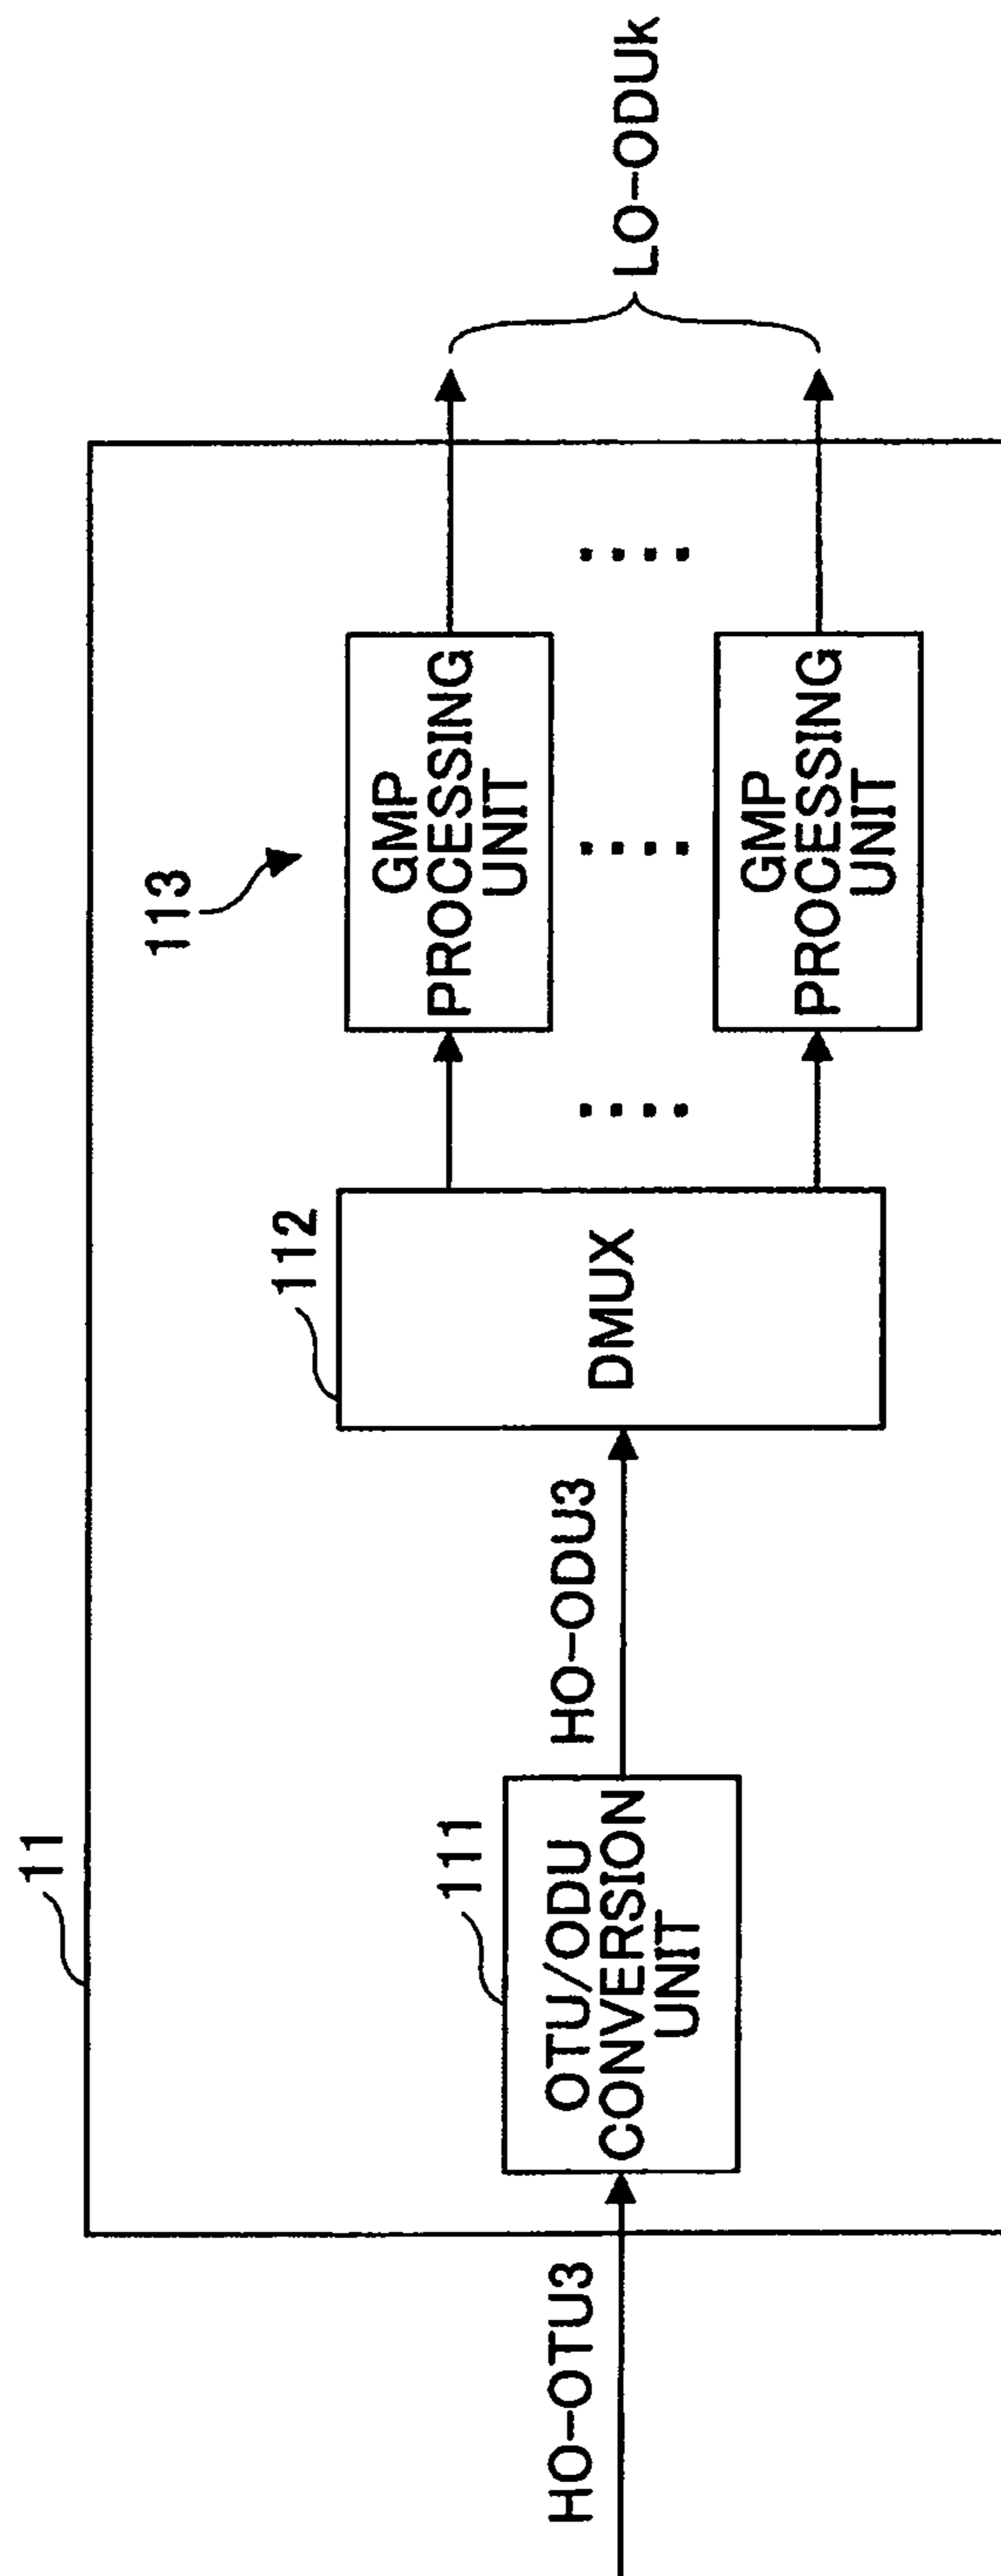 11
HO-OTU3
111
OTU/ODU
CONVERSION
UNIT
HO-ODU3
112
DMUX
113
GMP
PROCESSING
UNIT
GMP
PROCESSING
UNIT
LO-ODUk